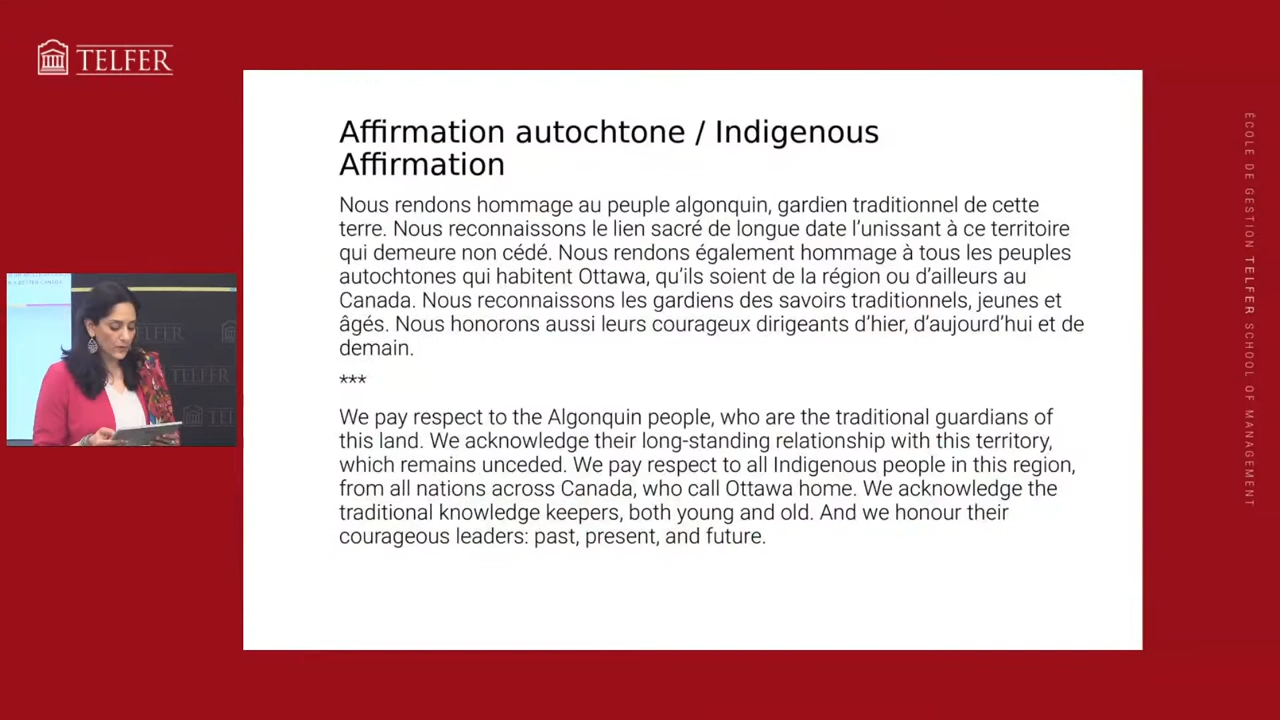 TELFER
Affirmation autochtone / Indigenous
Affirmation
Nous rendons hommage au peuple algonquin, gardien traditionnel de cette
terre. Nous reconnaissons le lien sacré de longue date l’unissant à ce territoire
qui demeure non cédé. Nous rendons également hommage à tous les peuples
autochtones qui habitent Ottawa, qu’ils soient de la région ou d’ailleurs au
Canada. Nous reconnaissons les gardiens des savoirs traditionnels, jeunes et
âgés. Nous honorons aussi leurs courageux dirigeants d’hier, d’aujourd’hui et de
demain.
***
We pay respect to the Algonquin people, who are the traditional guardians of
this land. We acknowledge their long-standing relationship with this territory,
which remains unceded. We pay respect to all Indigenous people in this region,
from all nations across Canada, who call Ottawa home. We acknowledge the
traditional knowledge keepers, both young and old. And we honour their
courageous leaders: past, present, and future.
BETTER CANADA
TELFER
TELFER
ÉCOLE DE GESTION TELFER SCHOOL OF MANAGEMENT